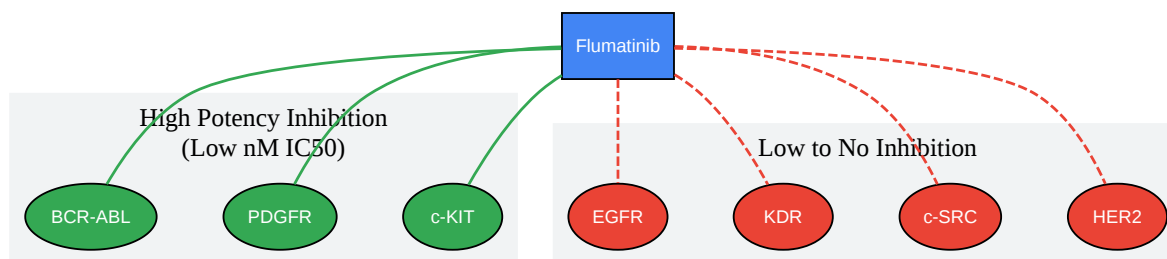 Flumatinib
High Potency Inhibition
(Low nM IC50)
Low to No Inhibition
BCR-ABL
PDGFR
c-KIT
EGFR
KDR
c-SRC
HER2